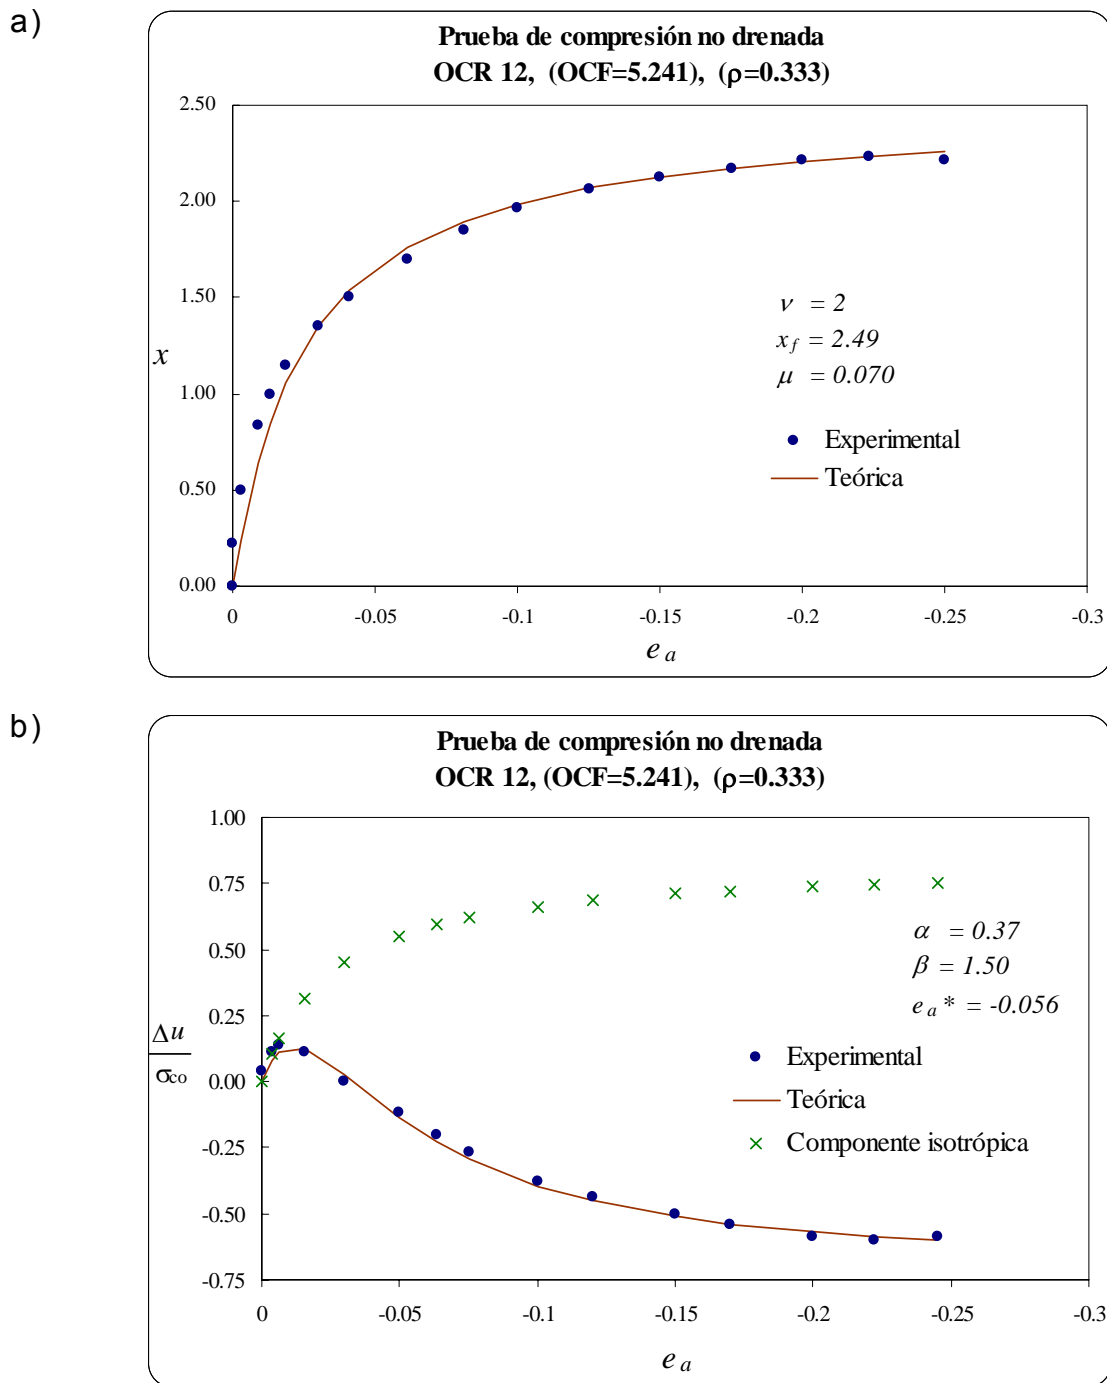 a)
Prueba de compresión no drenada
OCR 12, (OCF=5.241), (ρ=0.333)
2.50
2.00
1.50
1.00
0.50
0.00
x
ν = 2
x_f = 2.49
μ = 0.070
Experimental
Teórica
0 -0.05 -0.1 -0.15 -0.2 -0.25 -0.3
e_a
b)
Prueba de compresión no drenada
OCR 12, (OCF=5.241), (ρ=0.333)
1.00
0.75
0.50
0.25
0.00
-0.25
-0.50
-0.75
Δu
σco
α = 0.37
β = 1.50
e_a* = -0.056
Experimental
Teórica
Componente isotrópica
0 -0.05 -0.1 -0.15 -0.2 -0.25 -0.3
e_a